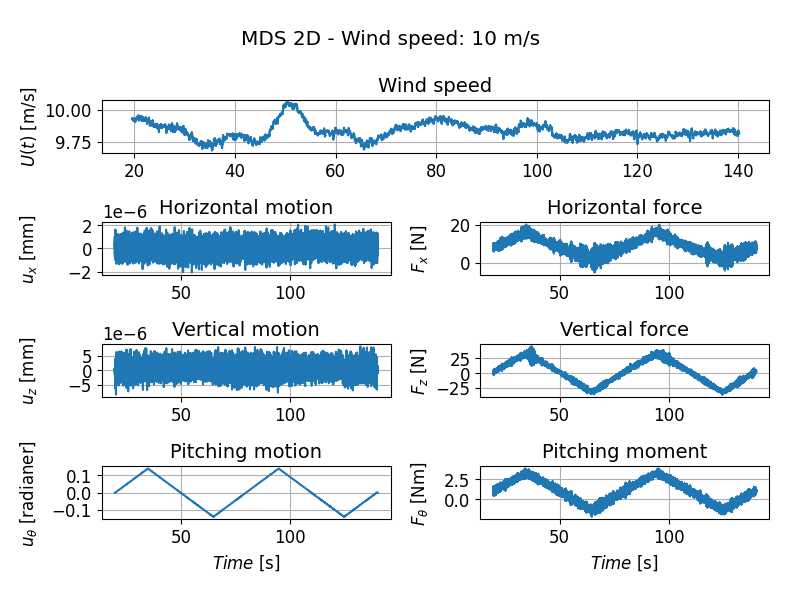 MDS 2D - Wind speed: 10 m/s
Wind speed
U(t) [m/s]
10.00
9.75
20 40 60 80 100 120 140
1e−6 Horizontal motion
u_x [mm]
2
0
−2
50 100
Horizontal force
F_x [N]
20
0
50 100
1e−6 Vertical motion
u_z [mm]
5
0
−5
50 100
Vertical force
F_z [N]
25
0
−25
50 100
Pitching motion
u_θ [radianer]
0.1
0.0
−0.1
50 100
Time [s]
Pitching moment
F_θ [Nm]
2.5
0.0
50 100
Time [s]